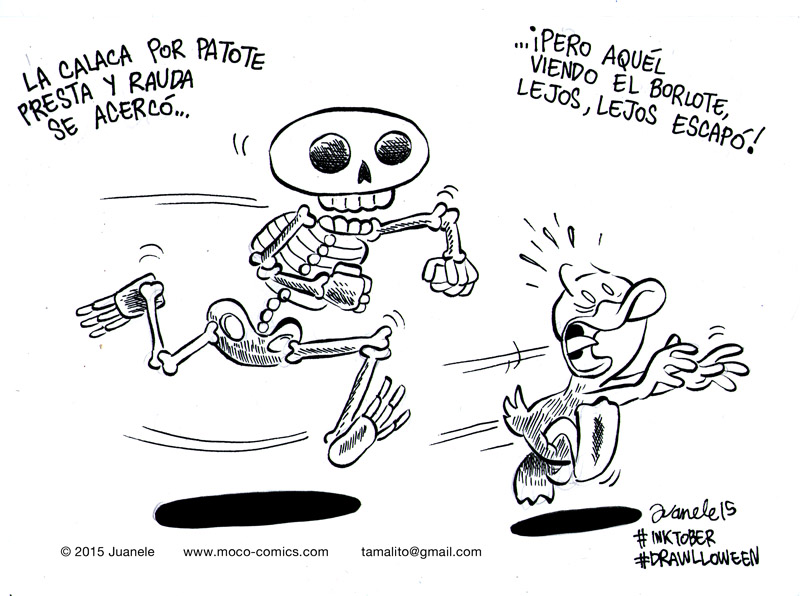 LA CALACA POR PATOTE
PRESTA Y RAUDA
SE ACERCÓ...
...¡PERO AQUÉL
VIENDO EL BORLOTE,
LEJOS, LEJOS ESCAPÓ!
Juanele15
#INKTOBER
#DRAWLLOWEEN
© 2015 Juanele www.moco-comics.com tamalito@gmail.com